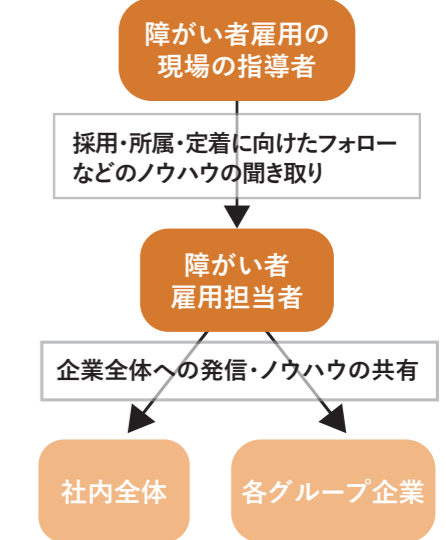 障がい者雇用の
現場の指導者
採用・所属・定着に向けたフォロー
などのノウハウの聞き取り
障がい者
雇用担当者
企業全体への発信・ノウハウの共有
社内全体
各グループ企業